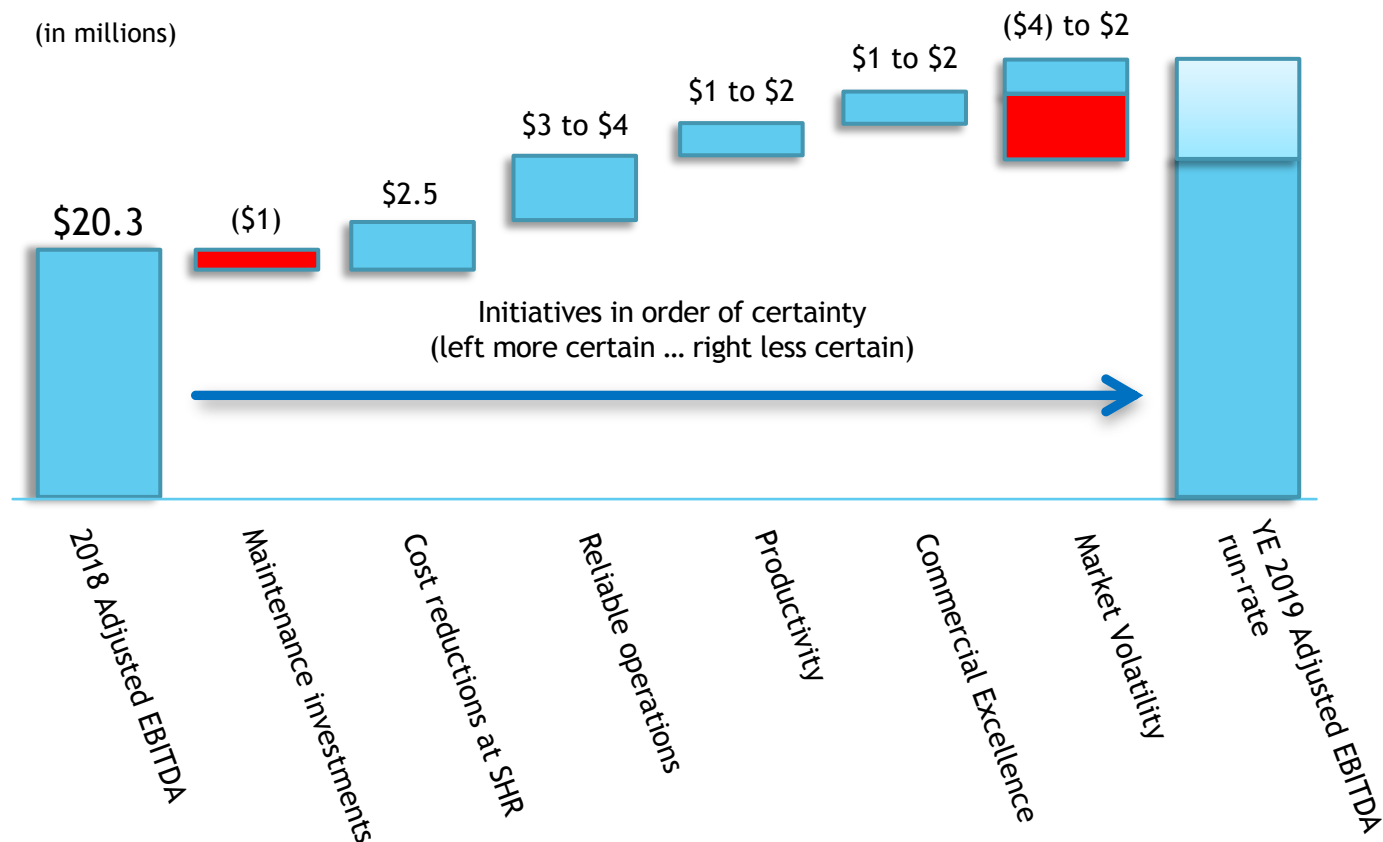 (in millions)
$20.3
($1)
$2.5
$3 to $4
$1 to $2
$1 to $2
($4) to $2
Initiatives in order of certainty
(left more certain … right less certain)
2018 Adjusted EBITDA
Maintenance investments
Cost reductions at SHR
Reliable operations
Productivity
Commercial Excellence
Market Volatility
YE 2019 Adjusted EBITDA
run-rate